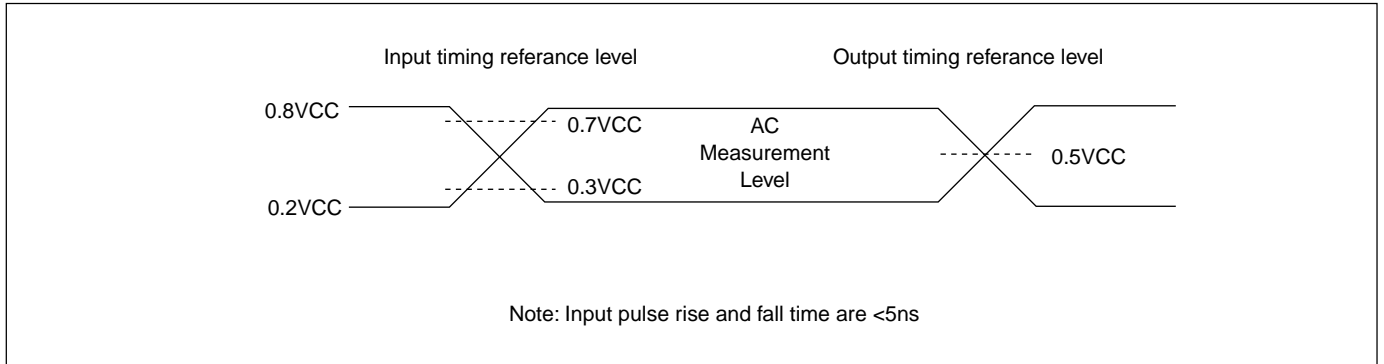 Input timing referance level
Output timing referance level
0.8VCC
0.7VCC
AC
Measurement
Level
0.5VCC
0.3VCC
0.2VCC
Note: Input pulse rise and fall time are <5ns